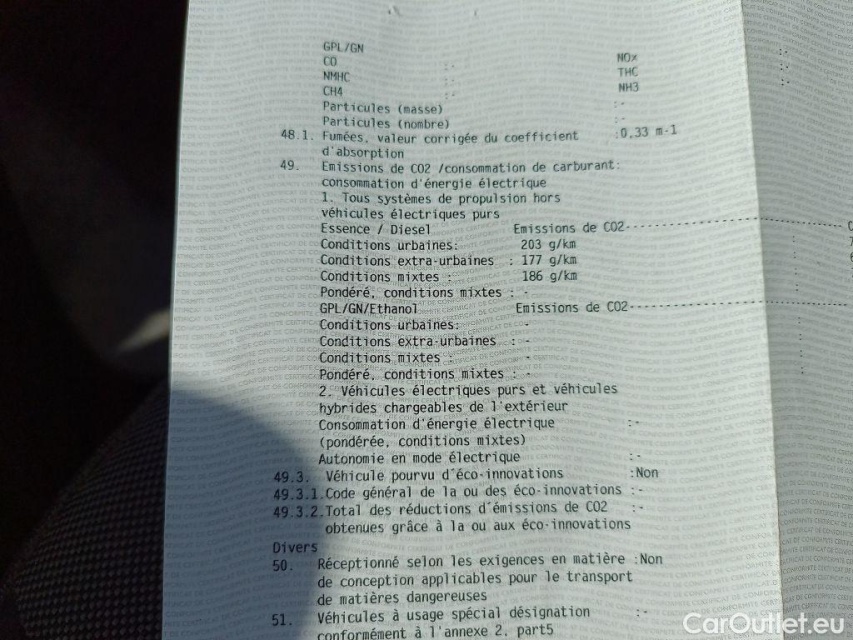 GPL/GN
CO : - NOx : -
NMHC : - THC : -
CH4 : - NH3 : -
Particules (masse) :-
Particules (nombre) :-
48.1. Fumées, valeur corrigée du coefficient :0,33 m-1
d'absorption
49. Emissions de CO2 /consommation de carburant:
consommation d'énergie électrique
1. Tous systèmes de propulsion hors
véhicules électriques purs
Essence / Diesel Emissions de CO2
Conditions urbaines: 203 g/km
Conditions extra-urbaines : 177 g/km
Conditions mixtes : 186 g/km
Pondéré, conditions mixtes : -
GPL/GN/Ethanol Emissions de CO2
Conditions urbaines: -
Conditions extra-urbaines : -
Conditions mixtes : -
Pondéré, conditions mixtes : -
2. Véhicules électriques purs et véhicules
hybrides chargeables de l'extérieur
Consommation d'énergie électrique :-
(pondérée, conditions mixtes)
Autonomie en mode électrique :-
49.3. Véhicule pourvu d'éco-innovations :Non
49.3.1.Code général de la ou des éco-innovations :-
49.3.2.Total des réductions d'émissions de CO2 :-
obtenues grâce à la ou aux éco-innovations
Divers
50. Réceptionné selon les exigences en matière :Non
de conception applicables pour le transport
de matières dangereuses
51. Véhicules à usage spécial désignation :-
conformément à l'annexe 2, part5
CarOutlet.eu